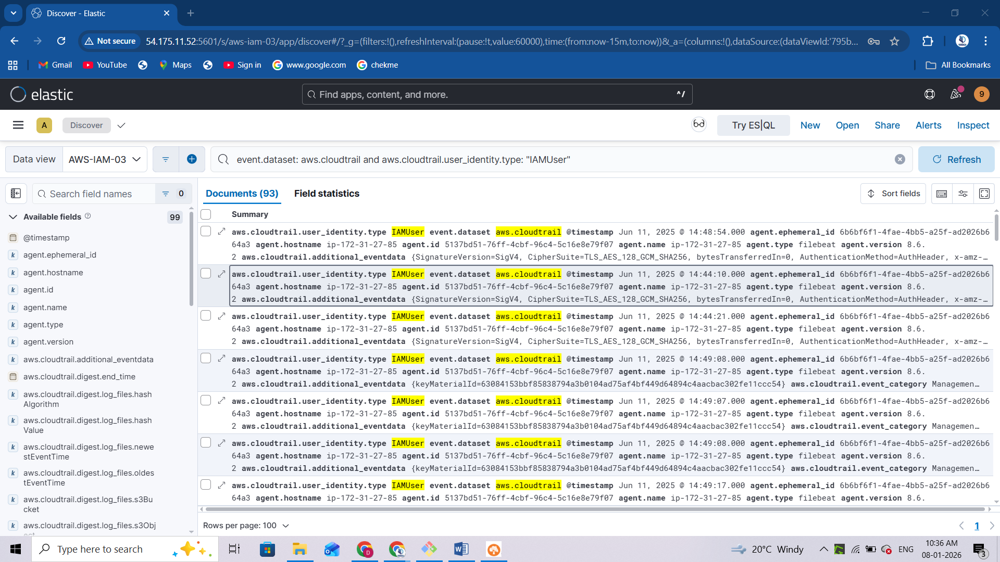 Discover - Elastic
Not secure
54.175.11.52:5601/s/aws-iam-03/app/discover#/?_g=(filters:!(),refreshInterval:(pause:!t,value:60000),time:(from:now-15m,to:now))&_a=(columns:!(),dataSource:(dataViewId:'795b...
Gmail
YouTube
Maps
Sign in
www.google.com
chekme
All Bookmarks
elastic
Find apps, content, and more.
^/
9
A
Discover
Try ES|QL
New
Open
Share
Alerts
Inspect
Data view
AWS-IAM-03
event.dataset: aws.cloudtrail and aws.cloudtrail.user_identity.type: "IAMUser"
Refresh
Search field names
0
Documents (93)
Field statistics
Sort fields
Available fields
99
@timestamp
agent.ephemeral_id
agent.hostname
agent.id
agent.name
agent.type
agent.version
aws.cloudtrail.additional_eventdata
aws.cloudtrail.digest.end_time
aws.cloudtrail.digest.log_files.hash
Algorithm
aws.cloudtrail.digest.log_files.hash
Value
aws.cloudtrail.digest.log_files.newe
stEventTime
aws.cloudtrail.digest.log_files.oldes
tEventTime
aws.cloudtrail.digest.log_files.s3Bu
cket
aws.cloudtrail.digest.log_files.s3Obj
Summary
aws.cloudtrail.user_identity.type IAMUser event.dataset aws.cloudtrail @timestamp Jun 11, 2025 @ 14:48:54.000 agent.ephemeral_id 6b6bf6f1-4fae-4bb5-a25f-ad2026b6
64a3 agent.hostname ip-172-31-27-85 agent.id 5137bd51-76ff-4cbf-96c4-5c16e8e79f07 agent.name ip-172-31-27-85 agent.type filebeat agent.version 8.6.
2 aws.cloudtrail.additional_eventdata {SignatureVersion=SigV4, CipherSuite=TLS_AES_128_GCM_SHA256, bytesTransferredIn=0, AuthenticationMethod=AuthHeader, x-amz-…
aws.cloudtrail.user_identity.type IAMUser event.dataset aws.cloudtrail @timestamp Jun 11, 2025 @ 14:44:10.000 agent.ephemeral_id 6b6bf6f1-4fae-4bb5-a25f-ad2026b6
64a3 agent.hostname ip-172-31-27-85 agent.id 5137bd51-76ff-4cbf-96c4-5c16e8e79f07 agent.name ip-172-31-27-85 agent.type filebeat agent.version 8.6.
2 aws.cloudtrail.additional_eventdata {SignatureVersion=SigV4, CipherSuite=TLS_AES_128_GCM_SHA256, bytesTransferredIn=0, AuthenticationMethod=AuthHeader, x-amz-…
aws.cloudtrail.user_identity.type IAMUser event.dataset aws.cloudtrail @timestamp Jun 11, 2025 @ 14:44:21.000 agent.ephemeral_id 6b6bf6f1-4fae-4bb5-a25f-ad2026b6
64a3 agent.hostname ip-172-31-27-85 agent.id 5137bd51-76ff-4cbf-96c4-5c16e8e79f07 agent.name ip-172-31-27-85 agent.type filebeat agent.version 8.6.
2 aws.cloudtrail.additional_eventdata {SignatureVersion=SigV4, CipherSuite=TLS_AES_128_GCM_SHA256, bytesTransferredIn=0, AuthenticationMethod=AuthHeader, x-amz-…
aws.cloudtrail.user_identity.type IAMUser event.dataset aws.cloudtrail @timestamp Jun 11, 2025 @ 14:49:08.000 agent.ephemeral_id 6b6bf6f1-4fae-4bb5-a25f-ad2026b6
64a3 agent.hostname ip-172-31-27-85 agent.id 5137bd51-76ff-4cbf-96c4-5c16e8e79f07 agent.name ip-172-31-27-85 agent.type filebeat agent.version 8.6.
2 aws.cloudtrail.additional_eventdata {keyMaterialId=63084153bbf85838794a3b0104ad75af4bf449d64894c4aacbac302fe11ccc54} aws.cloudtrail.event_category Managemen…
aws.cloudtrail.user_identity.type IAMUser event.dataset aws.cloudtrail @timestamp Jun 11, 2025 @ 14:49:07.000 agent.ephemeral_id 6b6bf6f1-4fae-4bb5-a25f-ad2026b6
64a3 agent.hostname ip-172-31-27-85 agent.id 5137bd51-76ff-4cbf-96c4-5c16e8e79f07 agent.name ip-172-31-27-85 agent.type filebeat agent.version 8.6.
2 aws.cloudtrail.additional_eventdata {keyMaterialId=63084153bbf85838794a3b0104ad75af4bf449d64894c4aacbac302fe11ccc54} aws.cloudtrail.event_category Managemen…
aws.cloudtrail.user_identity.type IAMUser event.dataset aws.cloudtrail @timestamp Jun 11, 2025 @ 14:49:08.000 agent.ephemeral_id 6b6bf6f1-4fae-4bb5-a25f-ad2026b6
64a3 agent.hostname ip-172-31-27-85 agent.id 5137bd51-76ff-4cbf-96c4-5c16e8e79f07 agent.name ip-172-31-27-85 agent.type filebeat agent.version 8.6.
2 aws.cloudtrail.additional_eventdata {keyMaterialId=63084153bbf85838794a3b0104ad75af4bf449d64894c4aacbac302fe11ccc54} aws.cloudtrail.event_category Managemen…
aws.cloudtrail.user_identity.type IAMUser event.dataset aws.cloudtrail @timestamp Jun 11, 2025 @ 14:49:17.000 agent.ephemeral_id 6b6bf6f1-4fae-4bb5-a25f-ad2026b6
64a3 agent.hostname ip-172-31-27-85 agent.id 5137bd51-76ff-4cbf-96c4-5c16e8e79f07 agent.name ip-172-31-27-85 agent.type filebeat agent.version 8.6.
Rows per page: 100
1
Type here to search
20°C Windy
ENG
10:36 AM
08-01-2026
3